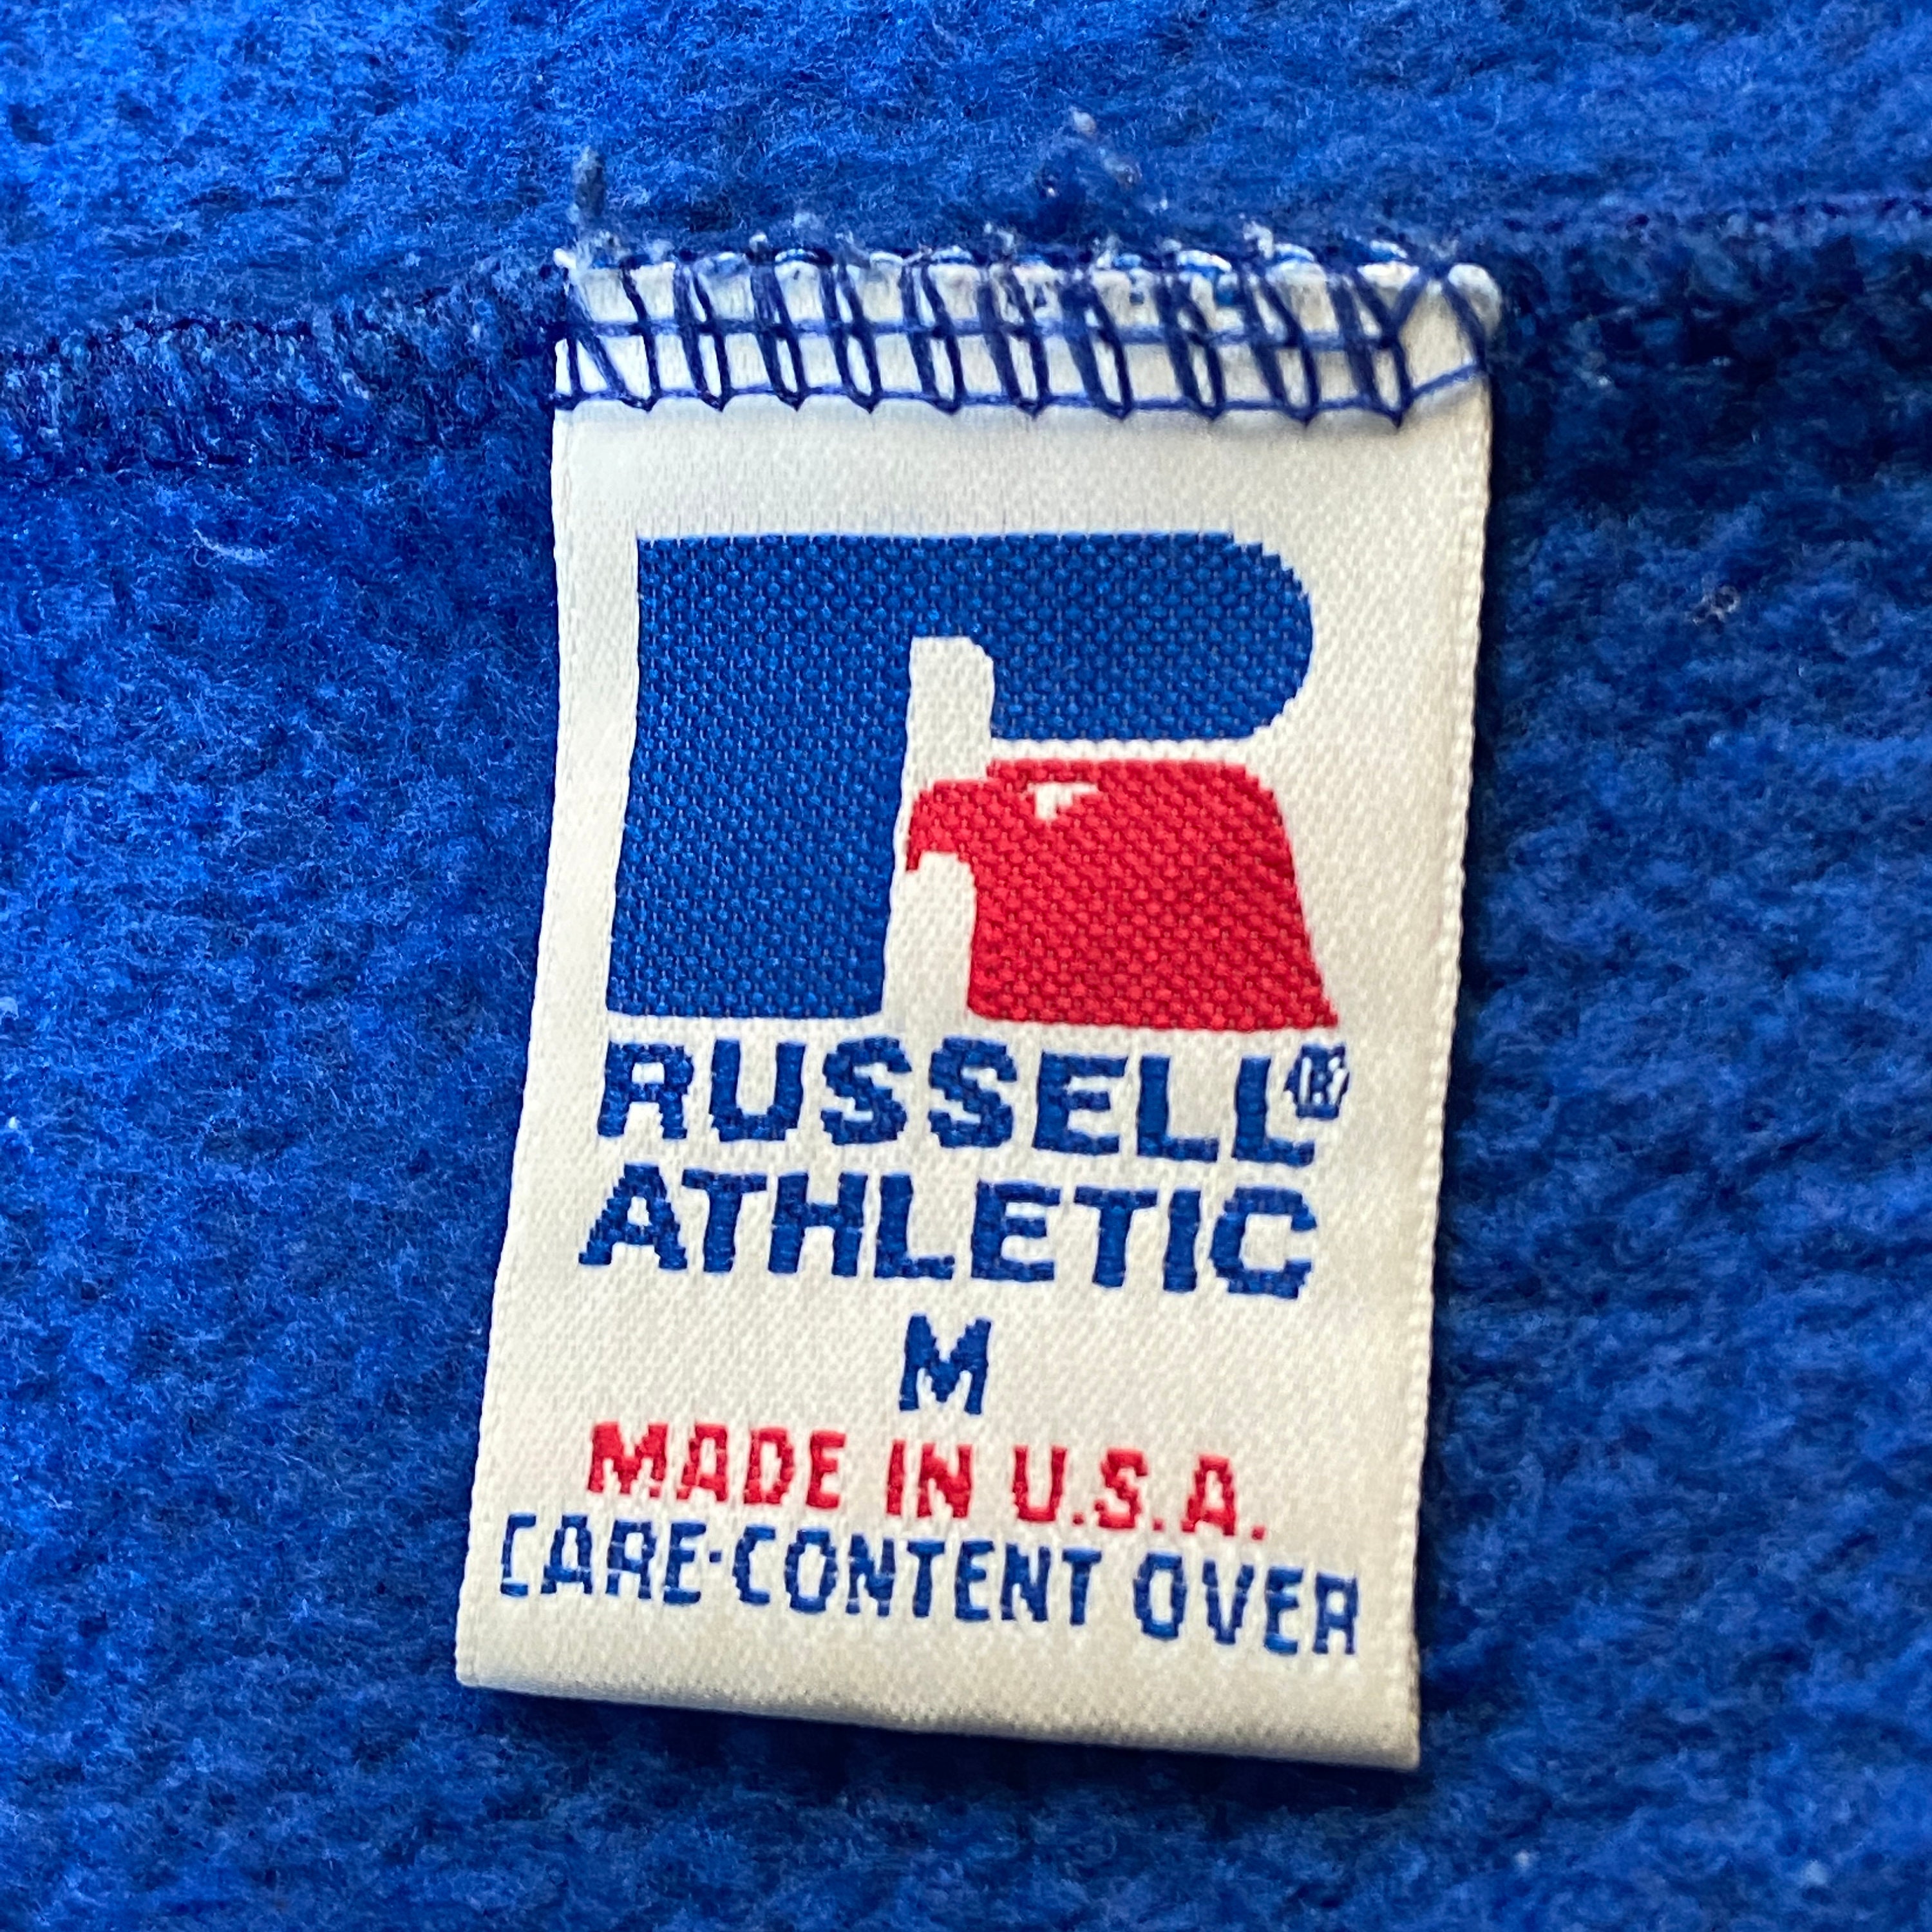 RUSSELL®
ATHLETIC
M
MADE IN U.S.A.
CARE·CONTENT OVER